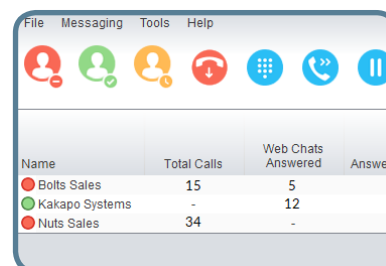 File Messaging Tools Help
Web Chats
Name Total Calls Answered
Bolts Sales 15 5
Kakapo Systems - 12
Nuts Sales 34 -